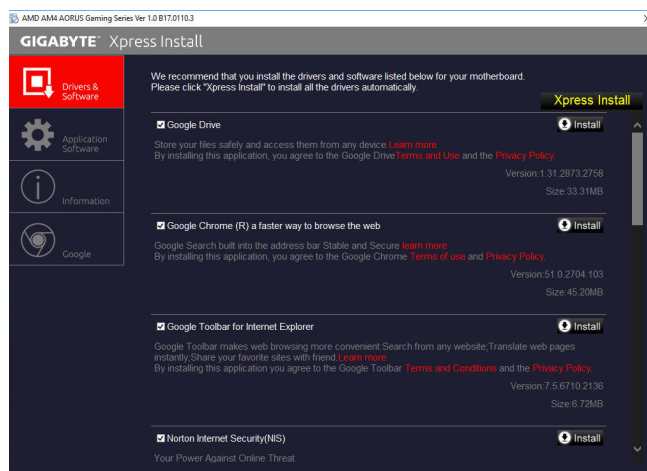 AMD AM4 AORUS Gaming Series Ver 1.0 B17.0110.3
GIGABYTE™ Xpress Install
Drivers &
Software
Application
Software
Information
Google
We recommend that you install the drivers and software listed below for your motherboard.
Please click "Xpress Install" to install all the drivers automatically.
Xpress Install
Google Drive
Install
Store your files safely and access them from any device.Learn more
By installing this application, you agree to the Google DriveTerms and Use and the Privacy Policy.
Version:1.31.2873.2758
Size:33.31MB
Google Chrome (R) a faster way to browse the web
Install
Google Search built into the address bar Stable and Secure learn more
By installing this application, you agree to the Google Chrome Terms of use and Privacy Policy.
Version:51.0.2704.103
Size:45.20MB
Google Toolbar for Internet Explorer
Install
Google Toolbar makes web browsing more convenient:Search from any website;Translate web pages
instantly;Share your favorite sites with friend.Learn more
By installing this application you agree to the Google Toolbar Terms and Conditions and the Privacy Policy.
Version:7.5.6710.2136
Size:6.72MB
Norton Internet Security(NIS)
Install
Your Power Against Online Threat.